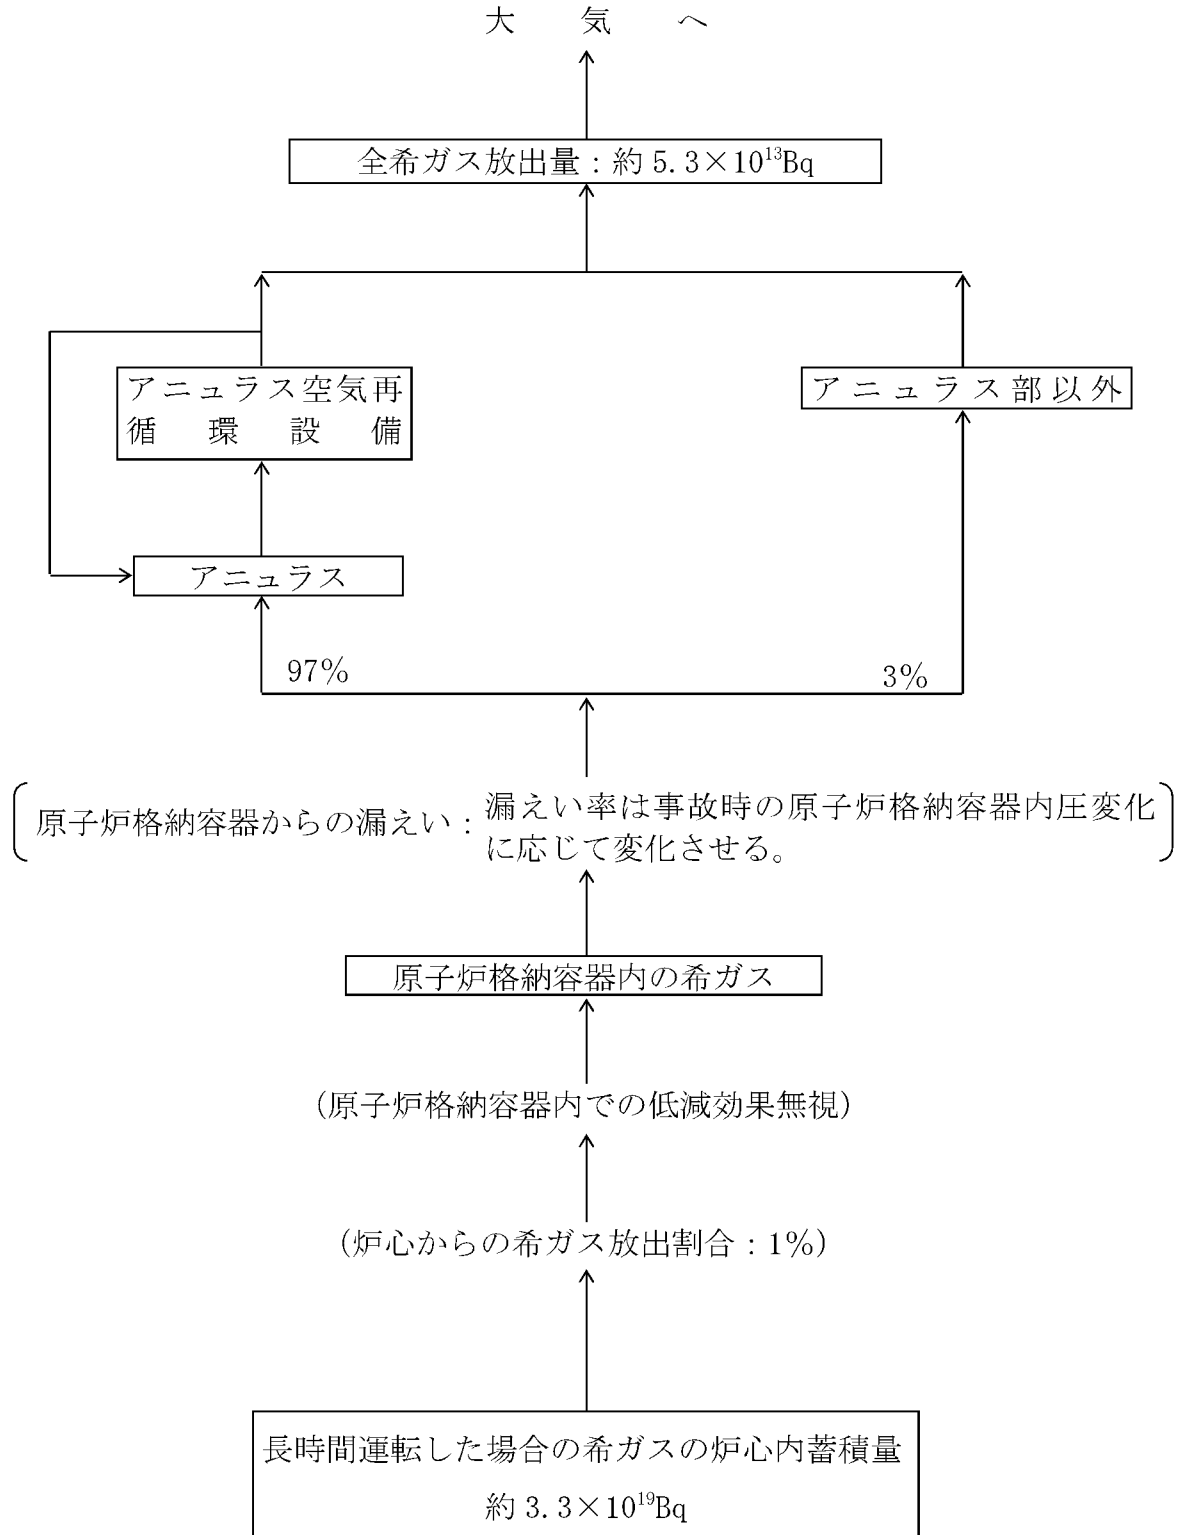 大気へ
全希ガス放出量：約5.3×10¹³Bq
アニュラス空気再
循環設備
アニュラス部以外
アニュラス
97%
3%
原子炉格納容器からの漏えい：漏えい率は事故時の原子炉格納容器内圧変化
に応じて変化させる。
原子炉格納容器内の希ガス
(原子炉格納容器内での低減効果無視)
(炉心からの希ガス放出割合：1%)
長時間運転した場合の希ガスの炉心内蓄積量
約3.3×10¹⁹Bq